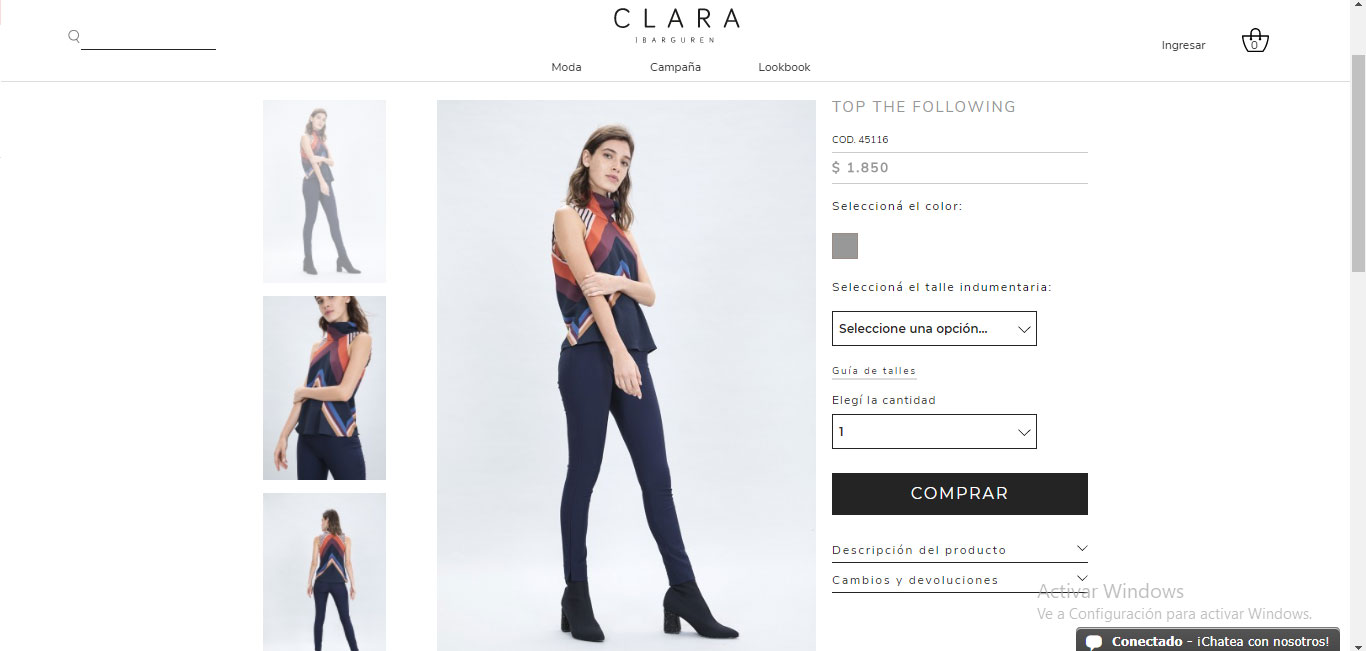 CLARA
IBARGUREN
Ingresar
0
Moda
Campaña
Lookbook
TOP THE FOLLOWING
COD. 45116
$ 1.850
Seleccioná el color:
Seleccioná el talle indumentaria:
Seleccione una opción...
Guía de talles
Elegí la cantidad
1
COMPRAR
Descripción del producto
Cambios y devoluciones
Activar Windows
Ve a Configuración para activar Windows.
Conectado - ¡Chatea con nosotros!